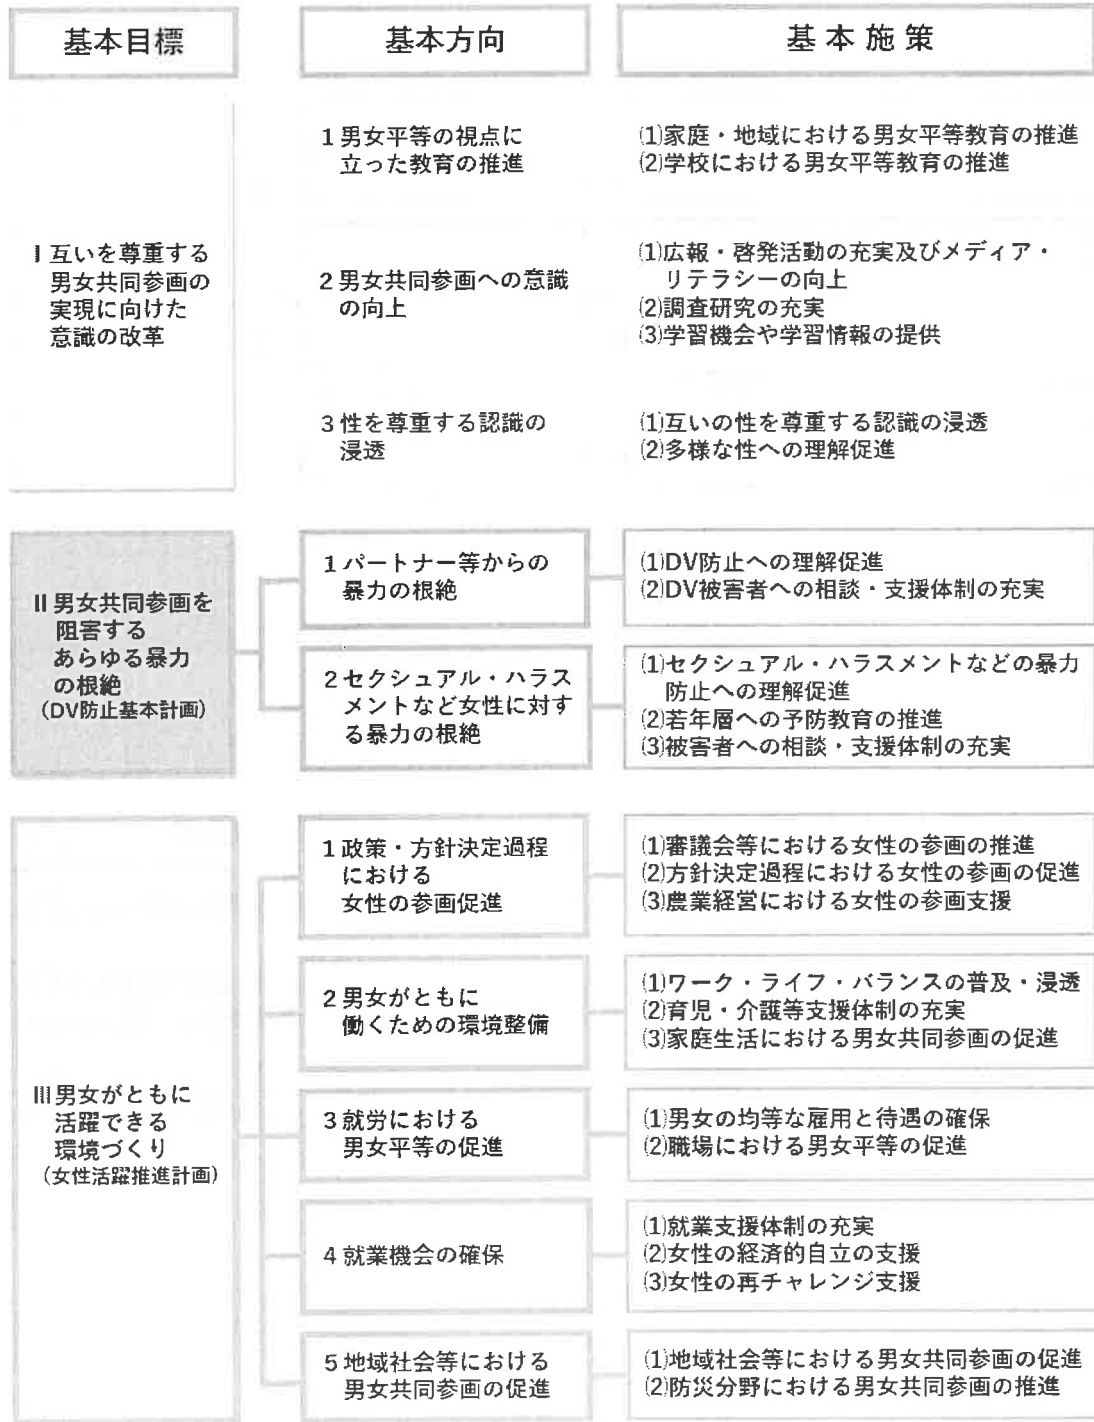 基本目標
基本方向
基本施策
I 互いを尊重する
男女共同参画の
実現に向けた
意識の改革
1 男女平等の視点に
立った教育の推進
(1)家庭・地域における男女平等教育の推進
(2)学校における男女平等教育の推進
2 男女共同参画への意識
の向上
(1)広報・啓発活動の充実及びメディア・
リテラシーの向上
(2)調査研究の充実
(3)学習機会や学習情報の提供
3 性を尊重する認識の
浸透
(1)互いの性を尊重する認識の浸透
(2)多様な性への理解促進
II 男女共同参画を
阻害する
あらゆる暴力
の根絶
(DV防止基本計画)
1 パートナー等からの
暴力の根絶
(1)DV防止への理解促進
(2)DV被害者への相談・支援体制の充実
2 セクシュアル・ハラス
メントなど女性に対す
る暴力の根絶
(1)セクシュアル・ハラスメントなどの暴力
防止への理解促進
(2)若年層への予防教育の推進
(3)被害者への相談・支援体制の充実
III 男女がともに
活躍できる
環境づくり
(女性活躍推進計画)
1 政策・方針決定過程
における
女性の参画促進
(1)審議会等における女性の参画の推進
(2)方針決定過程における女性の参画の促進
(3)農業経営における女性の参画支援
2 男女がともに
働くための環境整備
(1)ワーク・ライフ・バランスの普及・浸透
(2)育児・介護等支援体制の充実
(3)家庭生活における男女共同参画の促進
3 就労における
男女平等の促進
(1)男女の均等な雇用と待遇の確保
(2)職場における男女平等の促進
4 就業機会の確保
(1)就業支援体制の充実
(2)女性の経済的自立の支援
(3)女性の再チャレンジ支援
5 地域社会等における
男女共同参画の促進
(1)地域社会等における男女共同参画の促進
(2)防災分野における男女共同参画の推進